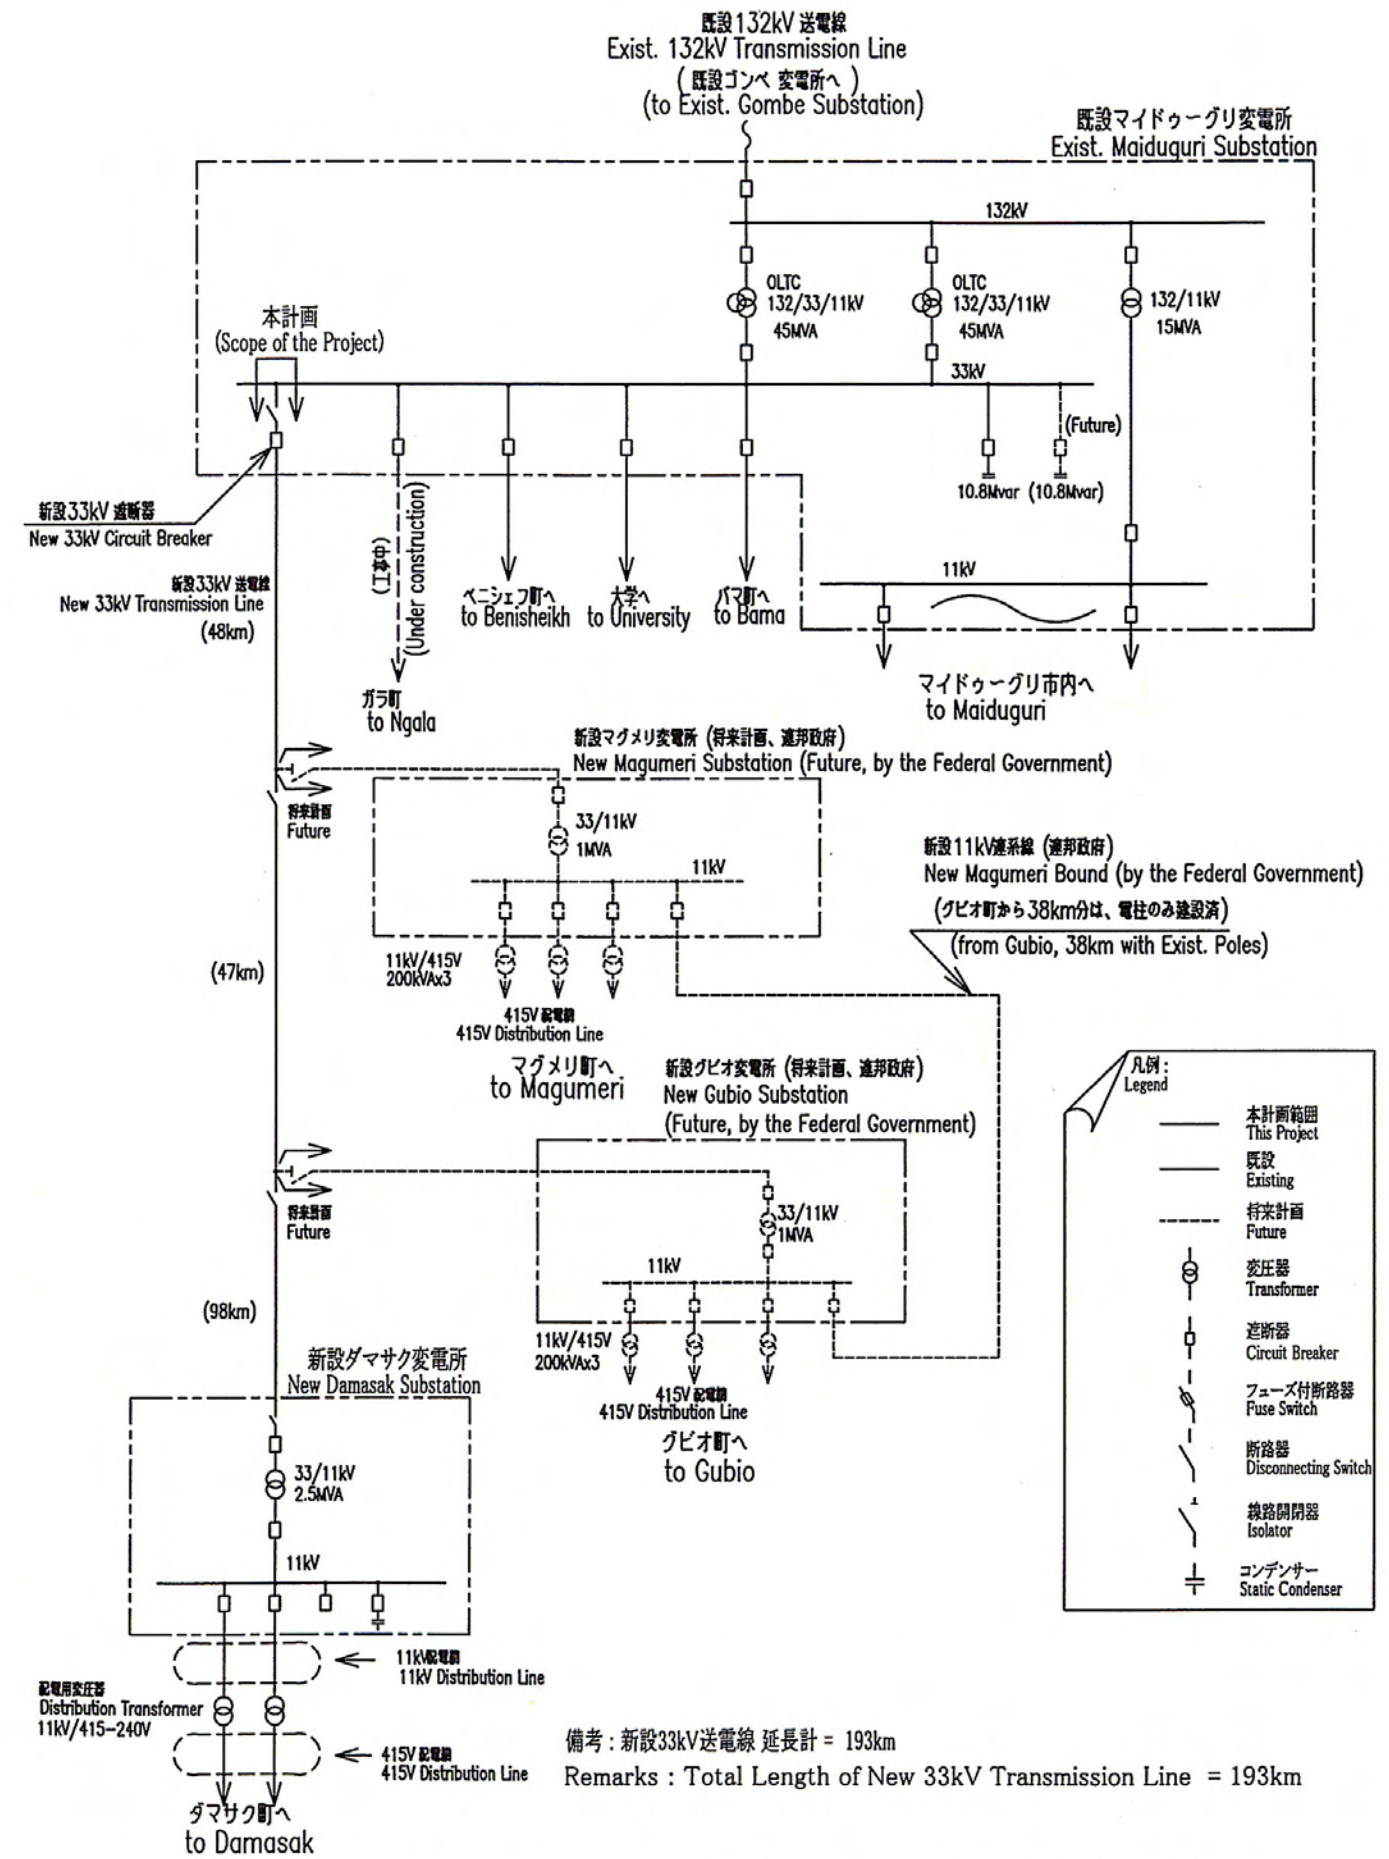 既設132kV 送電線
Exist. 132kV Transmission Line
(既設ゴンベ 変電所へ)
(to Exist. Gombe Substation)
既設マイドゥーグリ変電所
Exist. Maiduguri Substation
132kV
OLTC
132/33/11kV
45MVA
OLTC
132/33/11kV
45MVA
132/11kV
15MVA
本計画
(Scope of the Project)
33kV
(Future)
10.8Mvar (10.8Mvar)
新設33kV 遮断器
New 33kV Circuit Breaker
新設33kV 送電線
New 33kV Transmission Line
(48km)
(工事中)
(Under construction)
ベニシェフ町へ
to Benisheikh
大学へ
to University
バマ町へ
to Bama
11kV
マイドゥーグリ市内へ
to Maiduguri
ガラ町
to Ngala
新設マグメリ変電所 (将来計画、連邦政府)
New Magumeri Substation (Future, by the Federal Government)
将来計画
Future
33/11kV
1MVA
11kV
11kV/415V
200kVAx3
415V 配電線
415V Distribution Line
マグメリ町へ
to Magumeri
新設11kV連系線 (連邦政府)
New Magumeri Bound (by the Federal Government)
(グビオ町から38km分は、電柱のみ建設済)
(from Gubio, 38km with Exist. Poles)
(47km)
新設グビオ変電所 (将来計画、連邦政府)
New Gubio Substation
(Future, by the Federal Government)
将来計画
Future
33/11kV
1MVA
11kV
11kV/415V
200kVAx3
415V 配電線
415V Distribution Line
グビオ町へ
to Gubio
(98km)
新設ダマサク変電所
New Damasak Substation
33/11kV
2.5MVA
11kV
11kV配電線
11kV Distribution Line
配電用変圧器
Distribution Transformer
11kV/415-240V
415V 配電線
415V Distribution Line
ダマサク町へ
to Damasak
凡例:
Legend
本計画範囲
This Project
既設
Existing
将来計画
Future
変圧器
Transformer
遮断器
Circuit Breaker
フューズ付断路器
Fuse Switch
断路器
Disconnecting Switch
線路開閉器
Isolator
コンデンサー
Static Condenser
備考 : 新設33kV送電線 延長計 = 193km
Remarks : Total Length of New 33kV Transmission Line = 193km